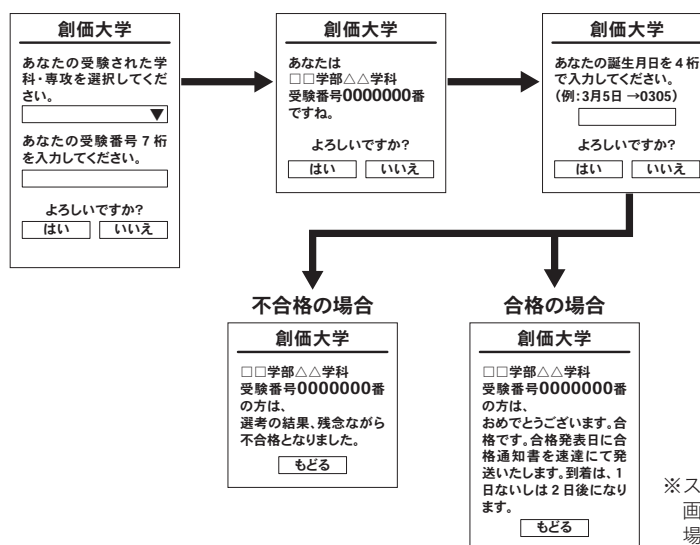 創価大学
あなたの受験された学
科・専攻を選択してくだ
さい。
▼
あなたの受験番号7桁
を入力してください。
よろしいですか?
はい いいえ
創価大学
あなたは
□□学部△△学科
受験番号0000000番
ですね。
よろしいですか?
はい いいえ
創価大学
あなたの誕生月日を4桁
で入力してください。
(例:3月5日→0305)
よろしいですか?
はい いいえ
不合格の場合
創価大学
□□学部△△学科
受験番号0000000番
の方は、
選考の結果、残念ながら
不合格となりました。
もどる
合格の場合
創価大学
□□学部△△学科
受験番号0000000番
の方は、
おめでとうございます。合
格です。合格発表日に合
格通知書を速達にて発
送いたします。到着は、1
日ないしは2日後になり
ます。
もどる
※ス
画
場